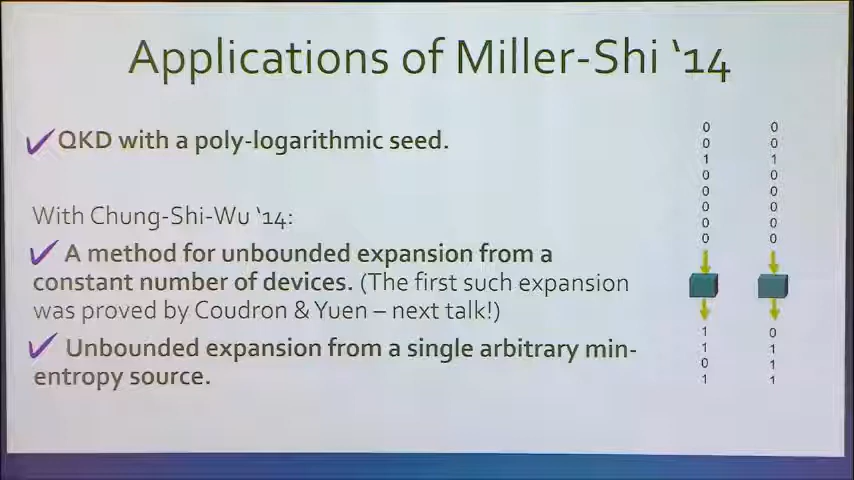 Applications of Miller-Shi ‘14
✓ QKD with a poly-logarithmic seed.
With Chung-Shi-Wu ‘14:
✓ A method for unbounded expansion from a
constant number of devices. (The first such expansion
was proved by Coudron & Yuen – next talk!)
✓ Unbounded expansion from a single arbitrary min-
entropy source.
0 0
0 0
1 1
0 0
0 0
0 0
0 0
0 0
1 0
1 1
0 1
1 1